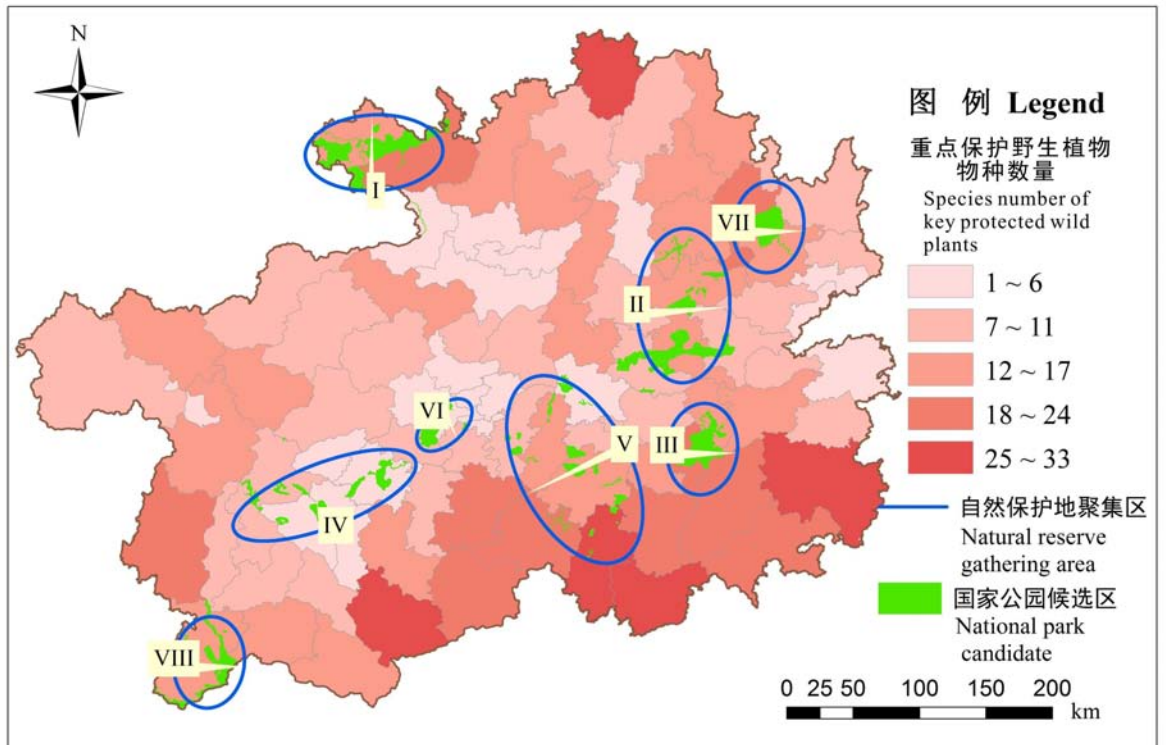 N
I
VII
II
VI
V
III
IV
VIII
图 例 Legend
重点保护野生植物
物种数量
Species number of
key protected wild
plants
1 ~ 6
7 ~ 11
12 ~ 17
18 ~ 24
25 ~ 33
自然保护地聚集区
Natural reserve
gathering area
国家公园候选区
National park
candidate
0 25 50 100 150 200
km